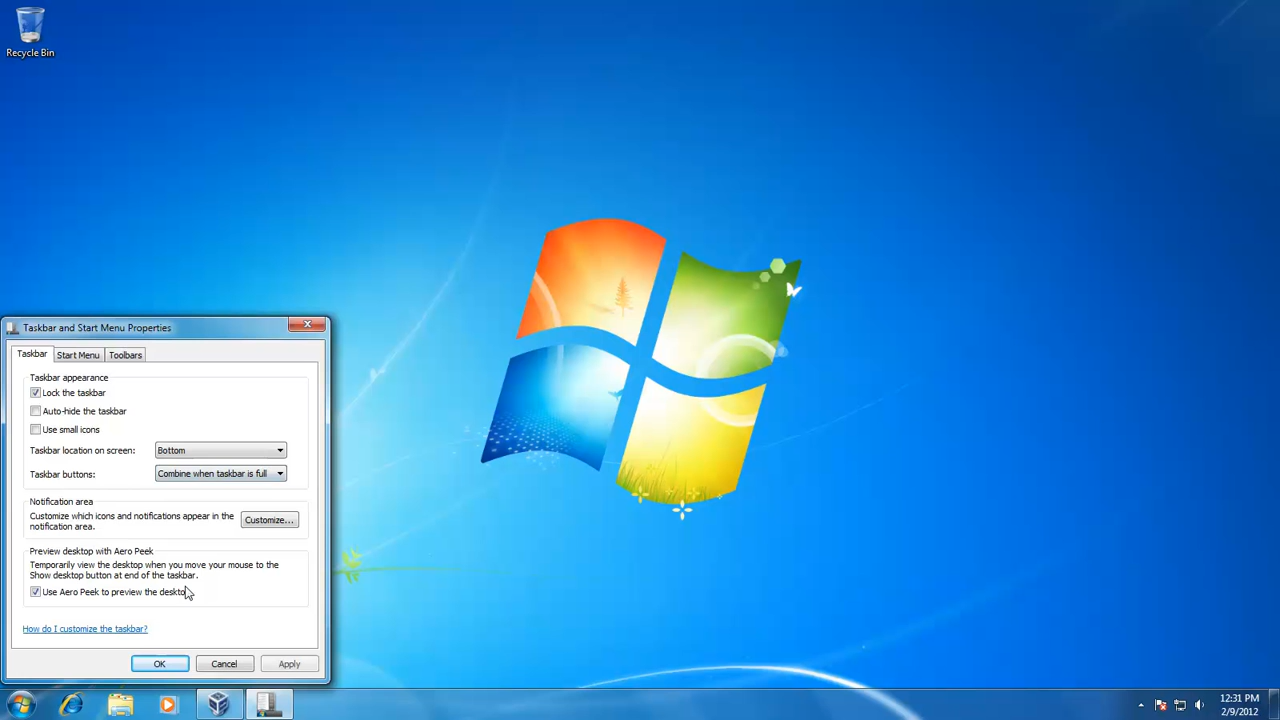 Recycle Bin
Taskbar and Start Menu Properties
Taskbar
Start Menu
Toolbars
Taskbar appearance
Lock the taskbar
Auto-hide the taskbar
Use small icons
Taskbar location on screen:
Bottom
Taskbar buttons:
Combine when taskbar is full
Notification area
Customize which icons and notifications appear in the
notification area.
Customize...
Preview desktop with Aero Peek
Temporarily view the desktop when you move your mouse to the
Show desktop button at end of the taskbar.
Use Aero Peek to preview the desktop
How do I customize the taskbar?
OK
Cancel
Apply
12:31 PM
2/9/2012